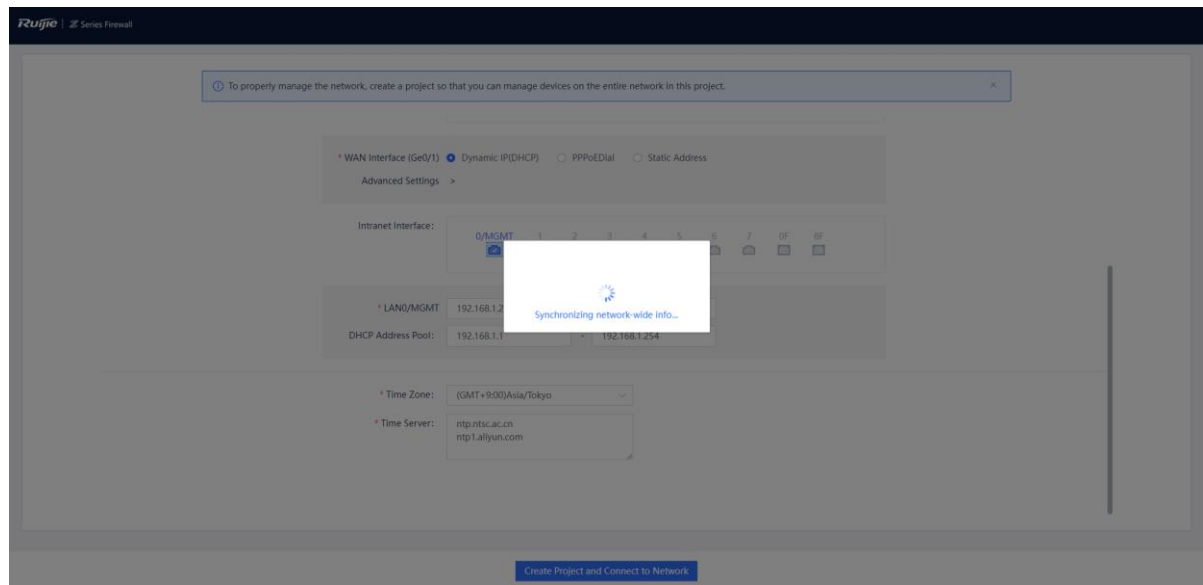 Ruijie | Z Series Firewall
To properly manage the network, create a project so that you can manage devices on the entire network in this project. ×
* WAN Interface (Ge0/1) Dynamic IP(DHCP) PPPoEDial Static Address
Advanced Settings >
Intranet Interface:
0/MGMT 1 2 3 4 5 6 7 0F 8F
* LAN0/MGMT 192.168.1.2
Synchronizing network-wide info...
DHCP Address Pool: 192.168.1.1 - 192.168.1.254
* Time Zone: (GMT+9:00)Asia/Tokyo
* Time Server: ntp.ntsc.ac.cn
ntp1.aliyun.com
Create Project and Connect to Network